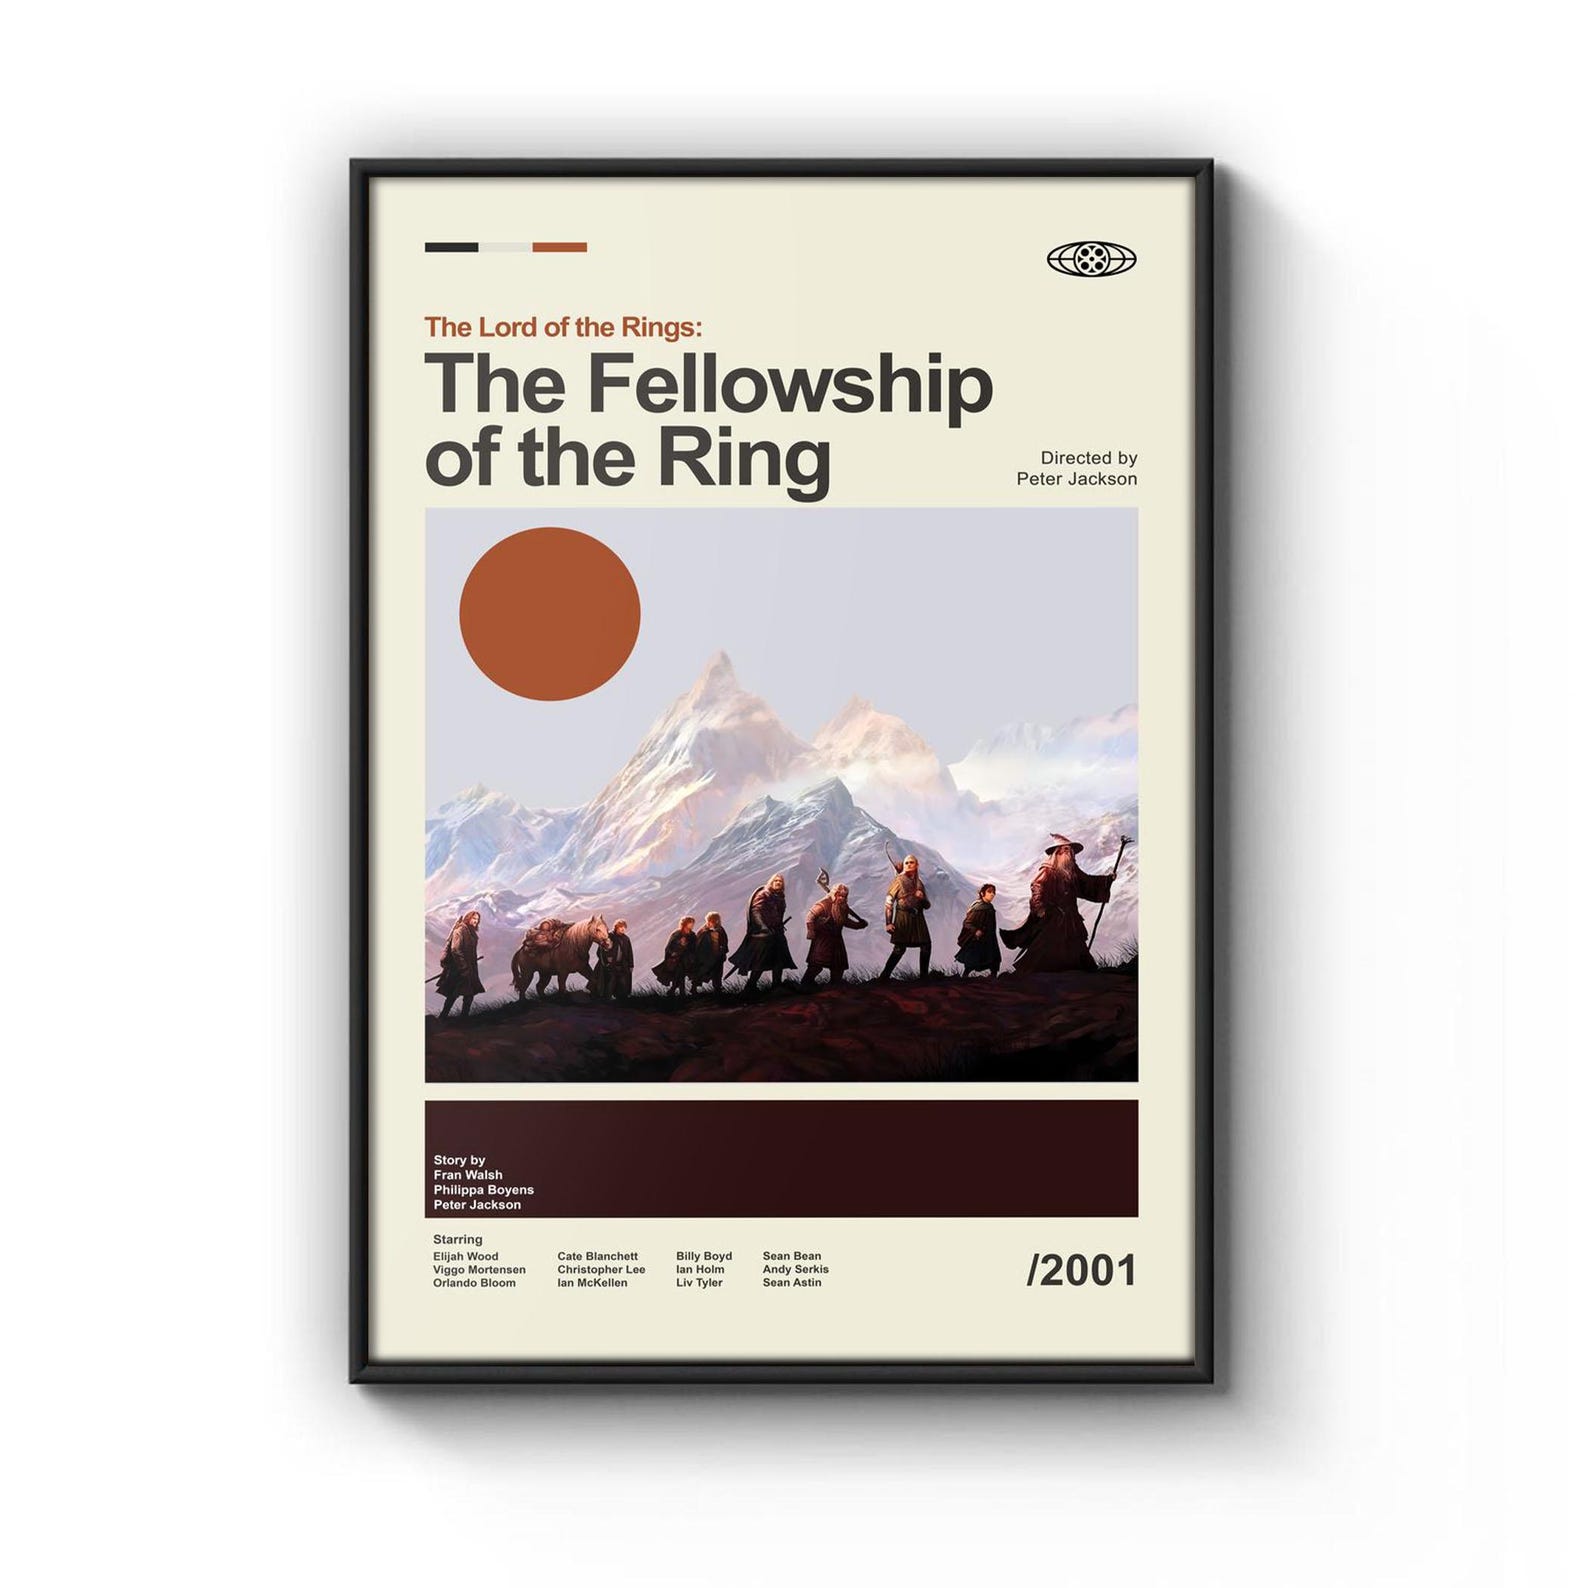 The Lord of the Rings:
The Fellowship
of the Ring
Directed by
Peter Jackson
Story by
Fran Walsh
Philippa Boyens
Peter Jackson
Starring
Elijah Wood
Viggo Mortensen
Orlando Bloom
Cate Blanchett
Christopher Lee
Ian McKellen
Billy Boyd
Ian Holm
Liv Tyler
Sean Bean
Andy Serkis
Sean Astin
/2001